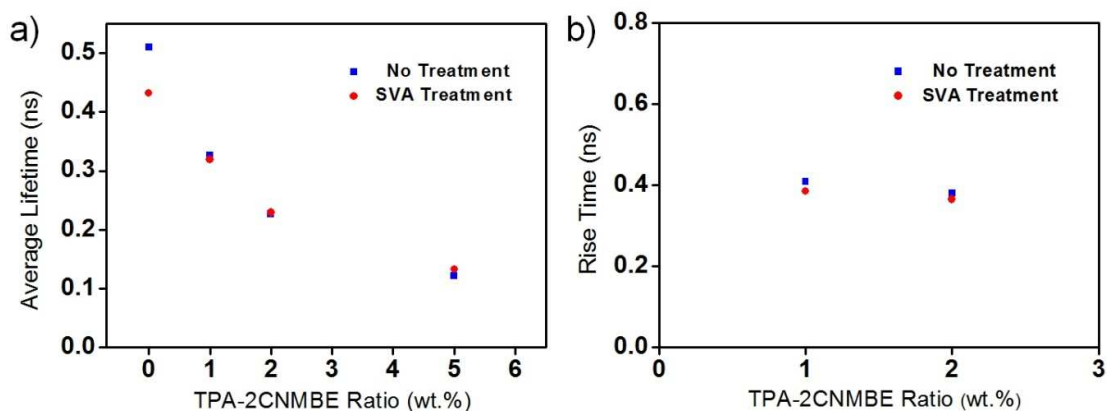 a)
Average Lifetime (ns)
0.5
0.4
0.3
0.2
0.1
0.0
No Treatment
SVA Treatment
0 1 2 3 4 5 6
TPA-2CNMBE Ratio (wt.%)
b)
Rise Time (ns)
0.8
0.6
0.4
0.2
0.0
No Treatment
SVA Treatment
0 1 2 3
TPA-2CNMBE Ratio (wt.%)